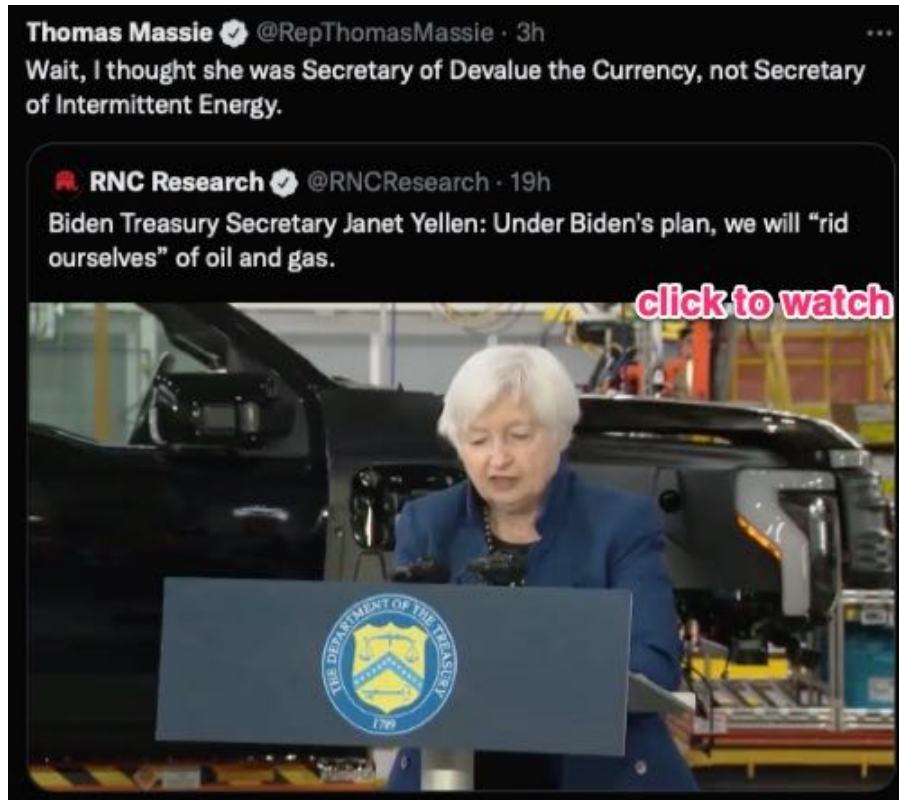 Thomas Massie @RepThomasMassie · 3h
Wait, I thought she was Secretary of Devalue the Currency, not Secretary
of Intermittent Energy.
RNC Research @RNCResearch · 19h
Biden Treasury Secretary Janet Yellen: Under Biden's plan, we will “rid
ourselves” of oil and gas.
click to watch
THE DEPARTMENT OF THE TREASURY
1789